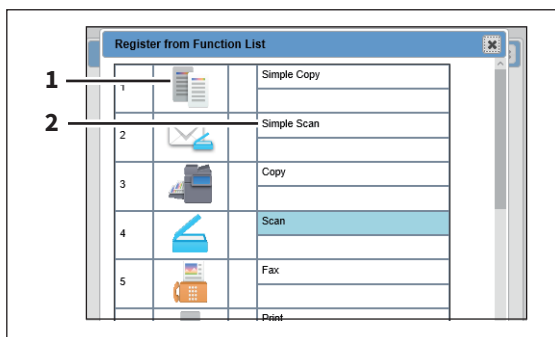 Register from Function List
1
1
Simple Copy
2
2
Simple Scan
3
Copy
4
Scan
5
Fax
Print